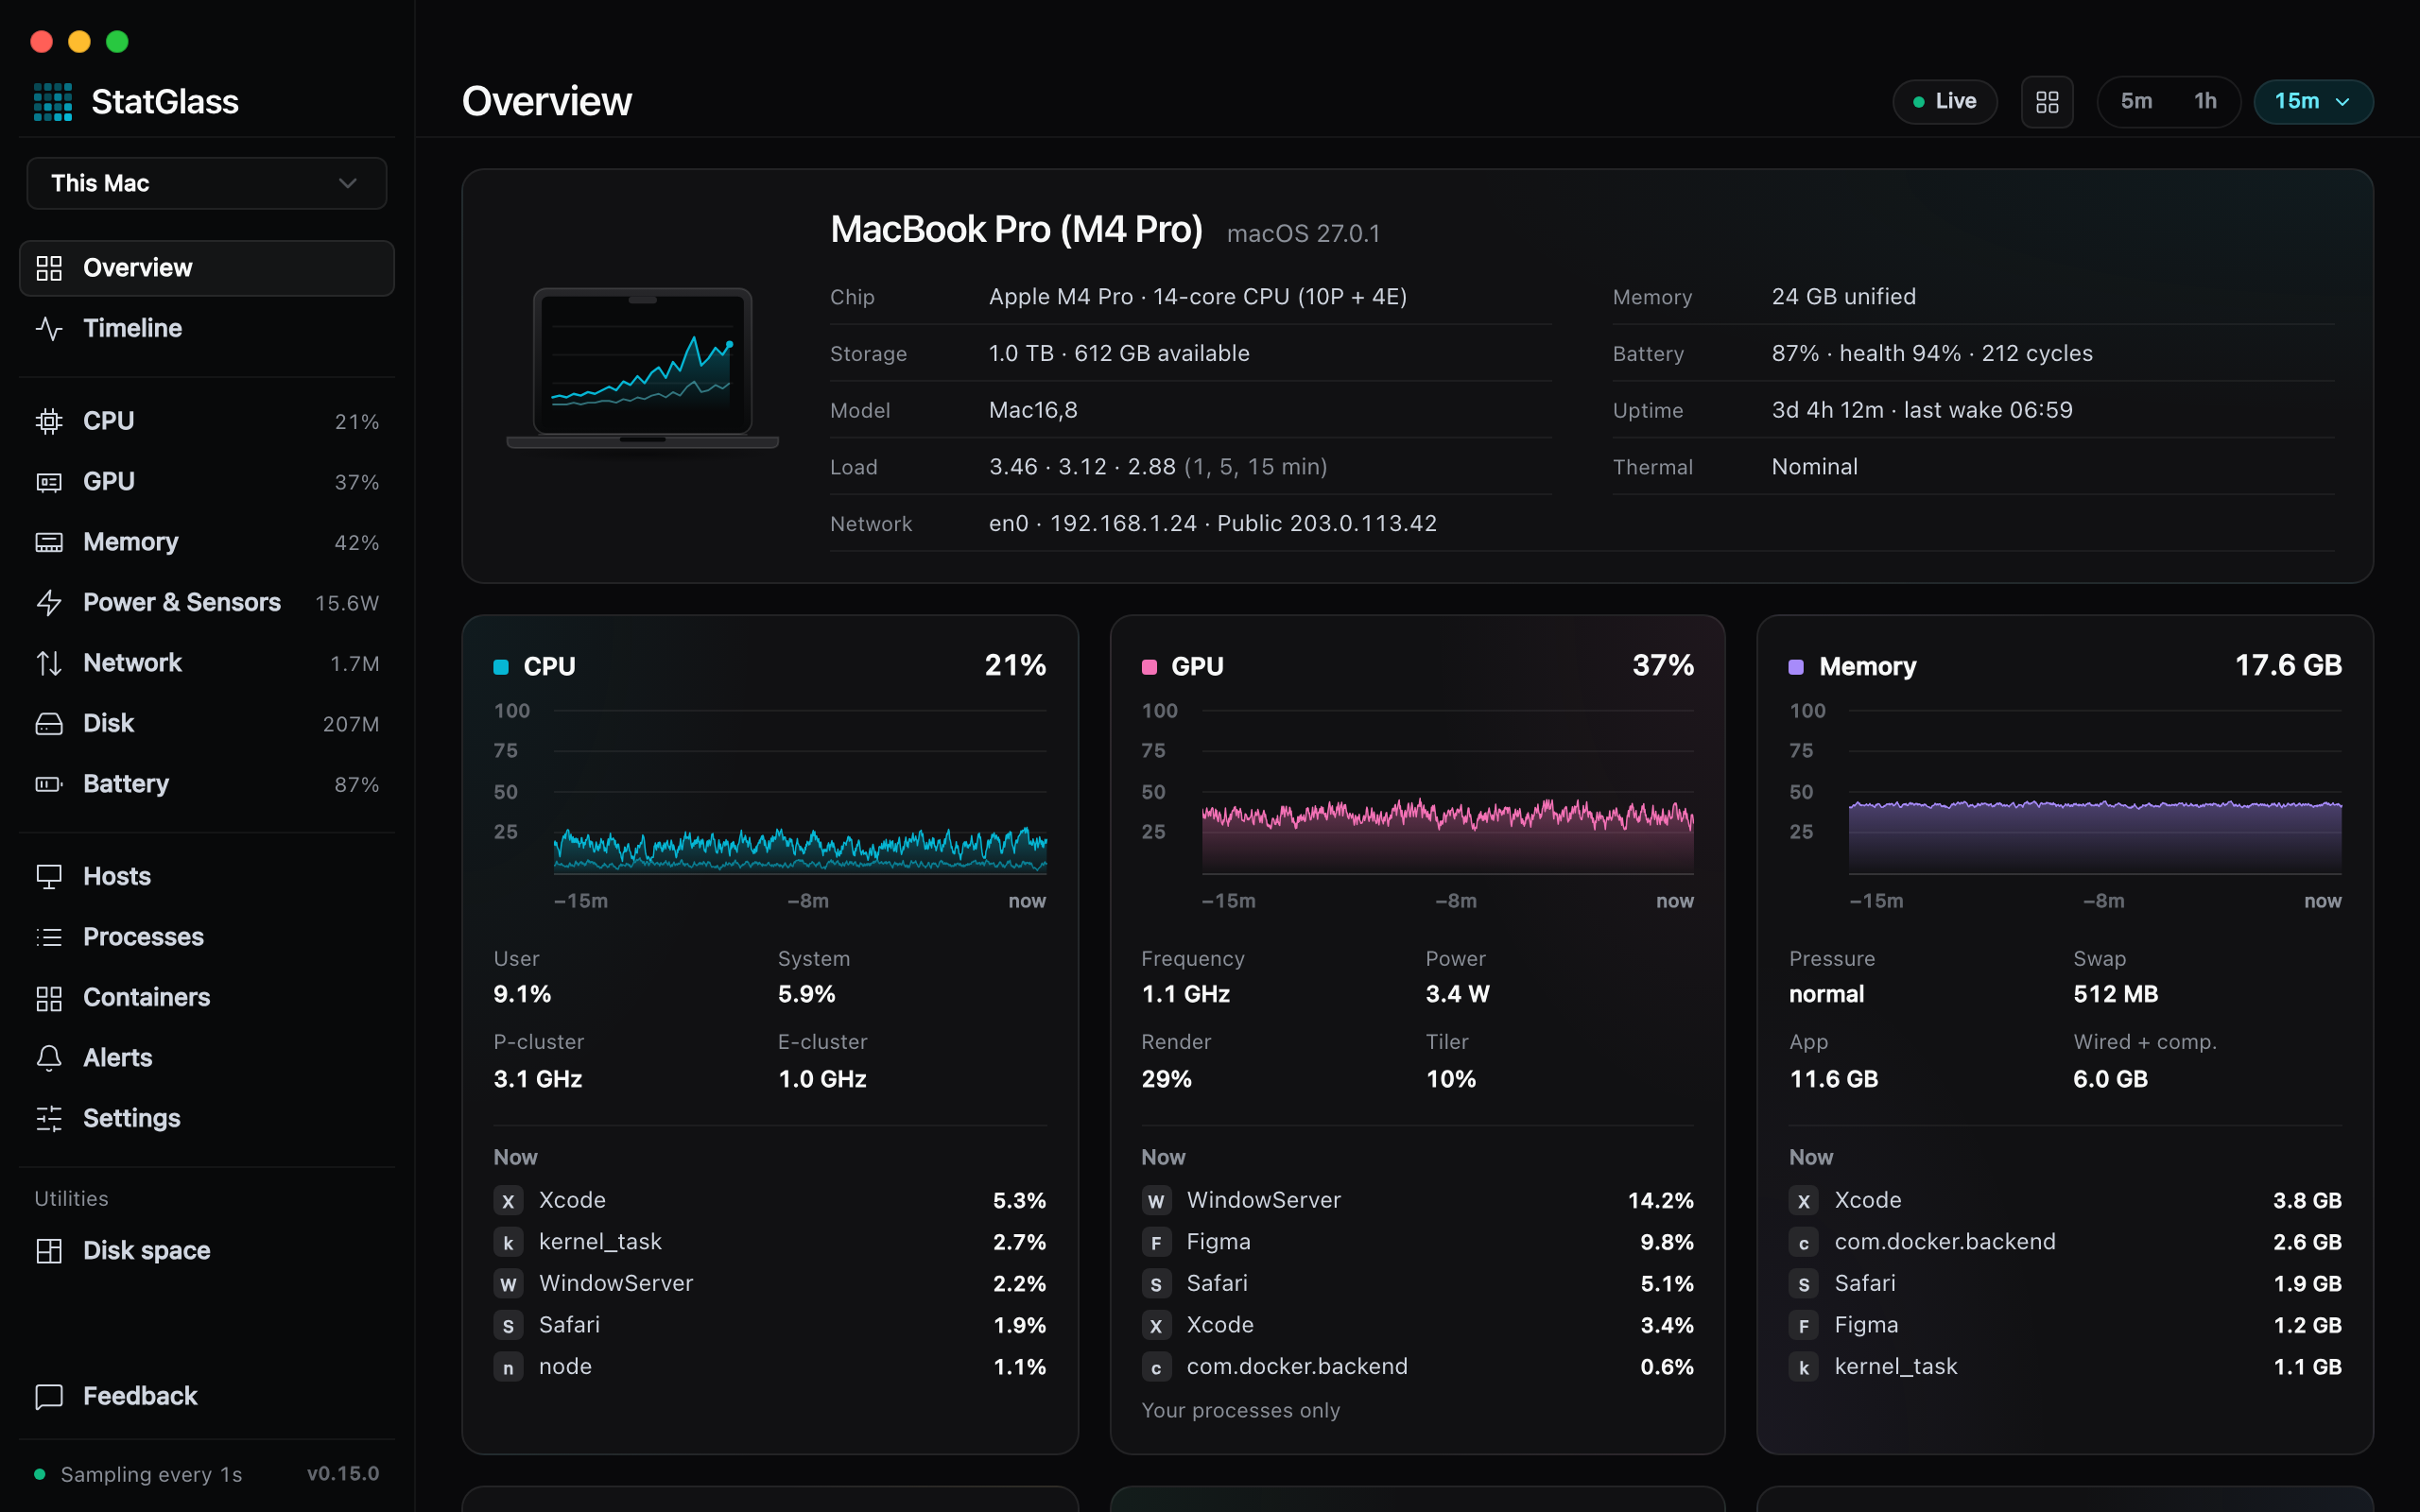 StatGlass
This Mac
Overview
Timeline
CPU 21%
GPU 37%
Memory 42%
Power & Sensors 15.6W
Network 1.7M
Disk 207M
Battery 87%
Hosts
Processes
Containers
Alerts
Settings
Utilities
Disk space
Feedback
Sampling every 1s v0.15.0
Overview
Live 5m 1h 15m
MacBook Pro (M4 Pro) macOS 27.0.1
Chip Apple M4 Pro · 14-core CPU (10P + 4E)
Memory 24 GB unified
Storage 1.0 TB · 612 GB available
Battery 87% · health 94% · 212 cycles
Model Mac16,8
Uptime 3d 4h 12m · last wake 06:59
Load 3.46 · 3.12 · 2.88 (1, 5, 15 min)
Thermal Nominal
Network en0 · 192.168.1.24 · Public 203.0.113.42
CPU 21%
100
75
50
25
−15m −8m now
User System
9.1% 5.9%
P-cluster E-cluster
3.1 GHz 1.0 GHz
Now
X Xcode 5.3%
k kernel_task 2.7%
W WindowServer 2.2%
S Safari 1.9%
n node 1.1%
GPU 37%
100
75
50
25
−15m −8m now
Frequency Power
1.1 GHz 3.4 W
Render Tiler
29% 10%
Now
W WindowServer 14.2%
F Figma 9.8%
S Safari 5.1%
X Xcode 3.4%
c com.docker.backend 0.6%
Your processes only
Memory 17.6 GB
100
75
50
25
−15m −8m now
Pressure Swap
normal 512 MB
App Wired + comp.
11.6 GB 6.0 GB
Now
X Xcode 3.8 GB
c com.docker.backend 2.6 GB
S Safari 1.9 GB
F Figma 1.2 GB
k kernel_task 1.1 GB